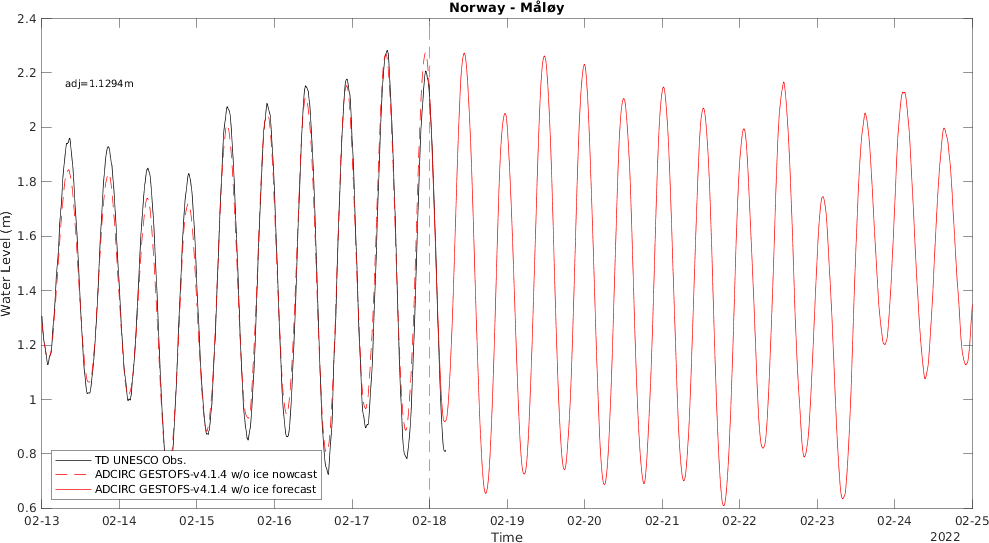 Norway - Måløy
2.4
2.2
2
1.8
1.6
1.4
1.2
1
0.8
0.6
Water Level (m)
adj=1.1294m
TD UNESCO Obs.
ADCIRC GESTOFS-v4.1.4 w/o ice nowcast
ADCIRC GESTOFS-v4.1.4 w/o ice forecast
02-13 02-14 02-15 02-16 02-17 02-18 02-19 02-20 02-21 02-22 02-23 02-24 02-25
Time
2022